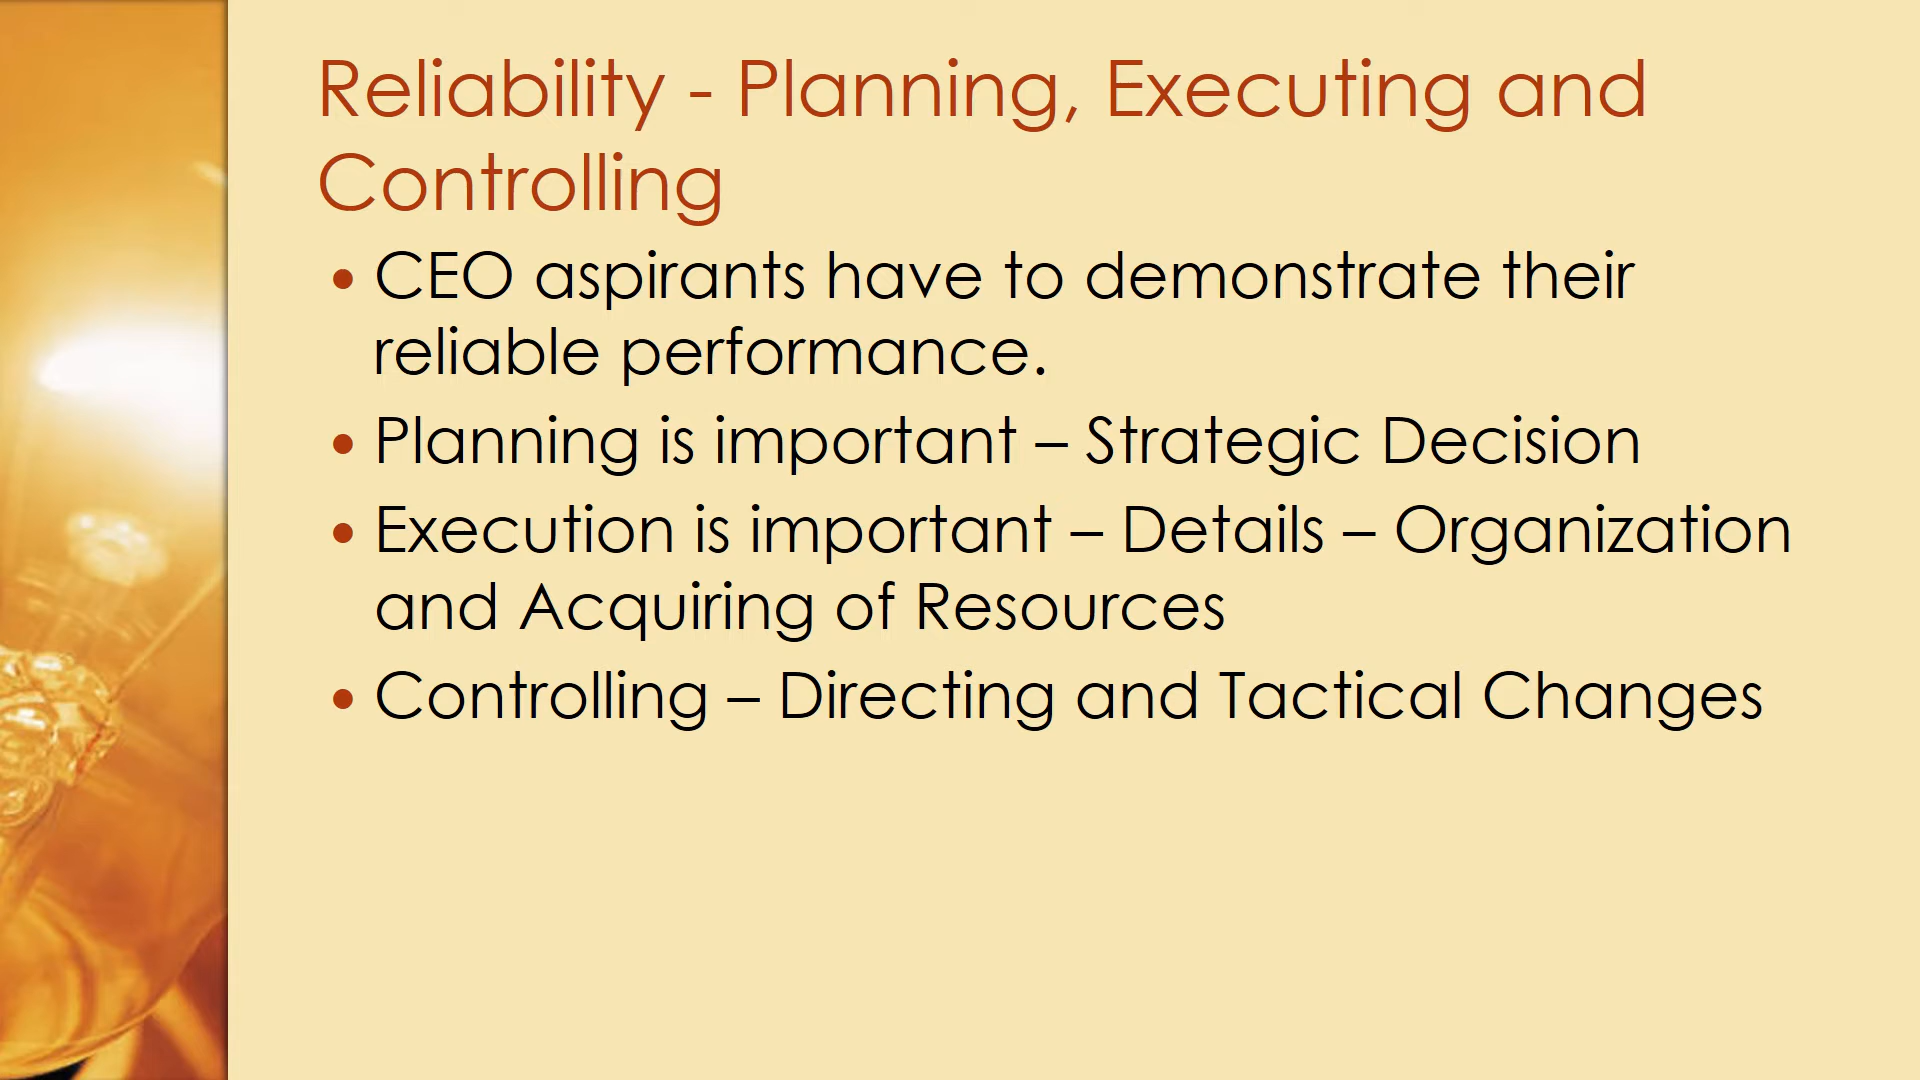 Reliability - Planning, Executing and
Controlling
• CEO aspirants have to demonstrate their
reliable performance.
• Planning is important – Strategic Decision
• Execution is important – Details – Organization
and Acquiring of Resources
• Controlling – Directing and Tactical Changes